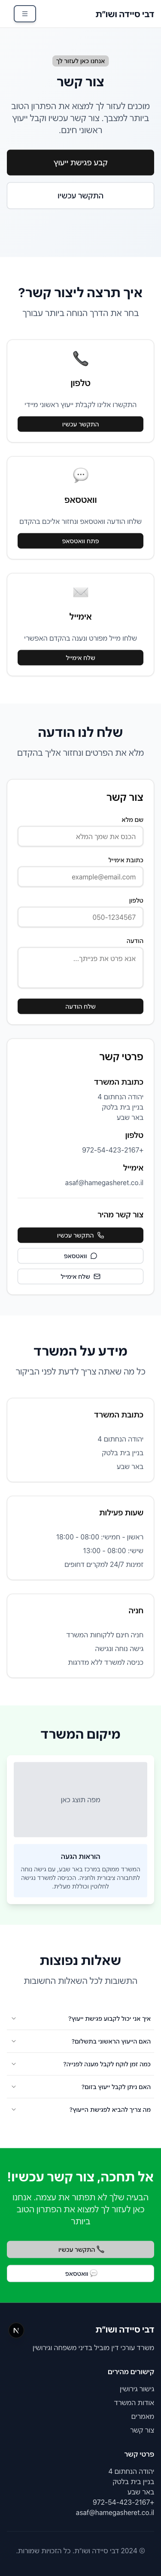 דבי סיידה ושו"ת
אנחנו כאן לעזור לך
צור קשר
מוכנים לעזור לך למצוא את הפתרון הטוב
ביותר עבורך. צור קשר עכשיו וקבל ייעוץ
ראשוני חינם.
קבע פגישת ייעוץ
התקשר עכשיו
איך תרצה ליצור קשר?
בחר את הדרך הנוחה ביותר עבורך
טלפון
התקשרו אלינו לקבלת ייעוץ ראשוני מיידי
התקשר עכשיו
וואטסאפ
שלחו הודעה וואטסאפ ונחזור אליכם בהקדם
פתח וואטסאפ
אימייל
שלחו מייל מפורט ונענה בהקדם האפשרי
שלח אימייל
שלח לנו הודעה
מלא את הפרטים ונחזור אליך בהקדם
צור קשר
שם מלא
הכנס את שמך המלא
כתובת אימייל
example@email.com
טלפון
050-1234567
הודעה
אנא פרט את פנייתך...
שלח הודעה
פרטי קשר
כתובת המשרד
יהודה הנחתום 4
בניין בית בלטק
באר שבע
טלפון
972-54-423-2167+
אימייל
asaf@hamegasheret.co.il
צור קשר מהיר
התקשר עכשיו
וואטסאפ
שלח אימייל
מידע על המשרד
כל מה שאתה צריך לדעת לפני הביקור
כתובת המשרד
יהודה הנחתום 4
בניין בית בלטק
באר שבע
שעות פעילות
ראשון - חמישי: 08:00 - 18:00
שישי: 08:00 - 13:00
זמינות 24/7 למקרים דחופים
חניה
חניה חינם ללקוחות המשרד
גישה נוחה ונגישה
כניסה למשרד ללא מדרגות
מיקום המשרד
מפה תוצג כאן
הוראות הגעה
המשרד ממוקם במרכז באר שבע, עם גישה נוחה
לתחבורה ציבורית ולחניה. הכניסה למשרד נגישה
לחלוטין וכוללת מעלית.
שאלות נפוצות
התשובות לכל השאלות החשובות
איך אני יכול לקבוע פגישת ייעוץ?
האם הייעוץ הראשוני בתשלום?
כמה זמן לוקח לקבל מענה לפנייה?
האם ניתן לקבל ייעוץ בזום?
מה צריך להביא לפגישת הייעוץ?
אל תחכה, צור קשר עכשיו!
הבעיה שלך לא תפתור את עצמה. אנחנו
כאן לעזור לך למצוא את הפתרון הטוב
ביותר
התקשר עכשיו
וואטסאפ
דבי סיידה ושו"ת
משרד עורכי דין מוביל בדיני משפחה וגירושין
קישורים מהירים
גישור גירושין
אודות המשרד
מאמרים
צור קשר
פרטי קשר
יהודה הנחתום 4
בניין בית בלטק
באר שבע
972-54-423-2167+
asaf@hamegasheret.co.il
© 2024 דבי סיידה ושו"ת. כל הזכויות שמורות.